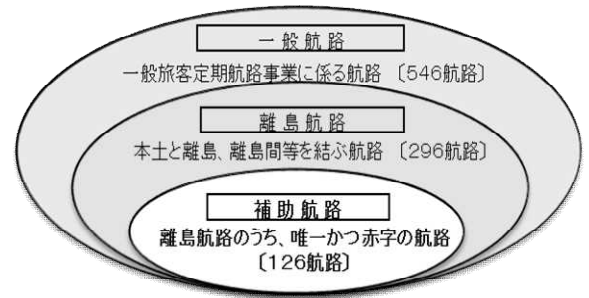 一般航路
一般旅客定期航路事業に係る航路 〔546航路〕
離島航路
本土と離島、離島間等を結ぶ航路 〔296航路〕
補助航路
離島航路のうち、唯一かつ赤字の航路
〔126航路〕